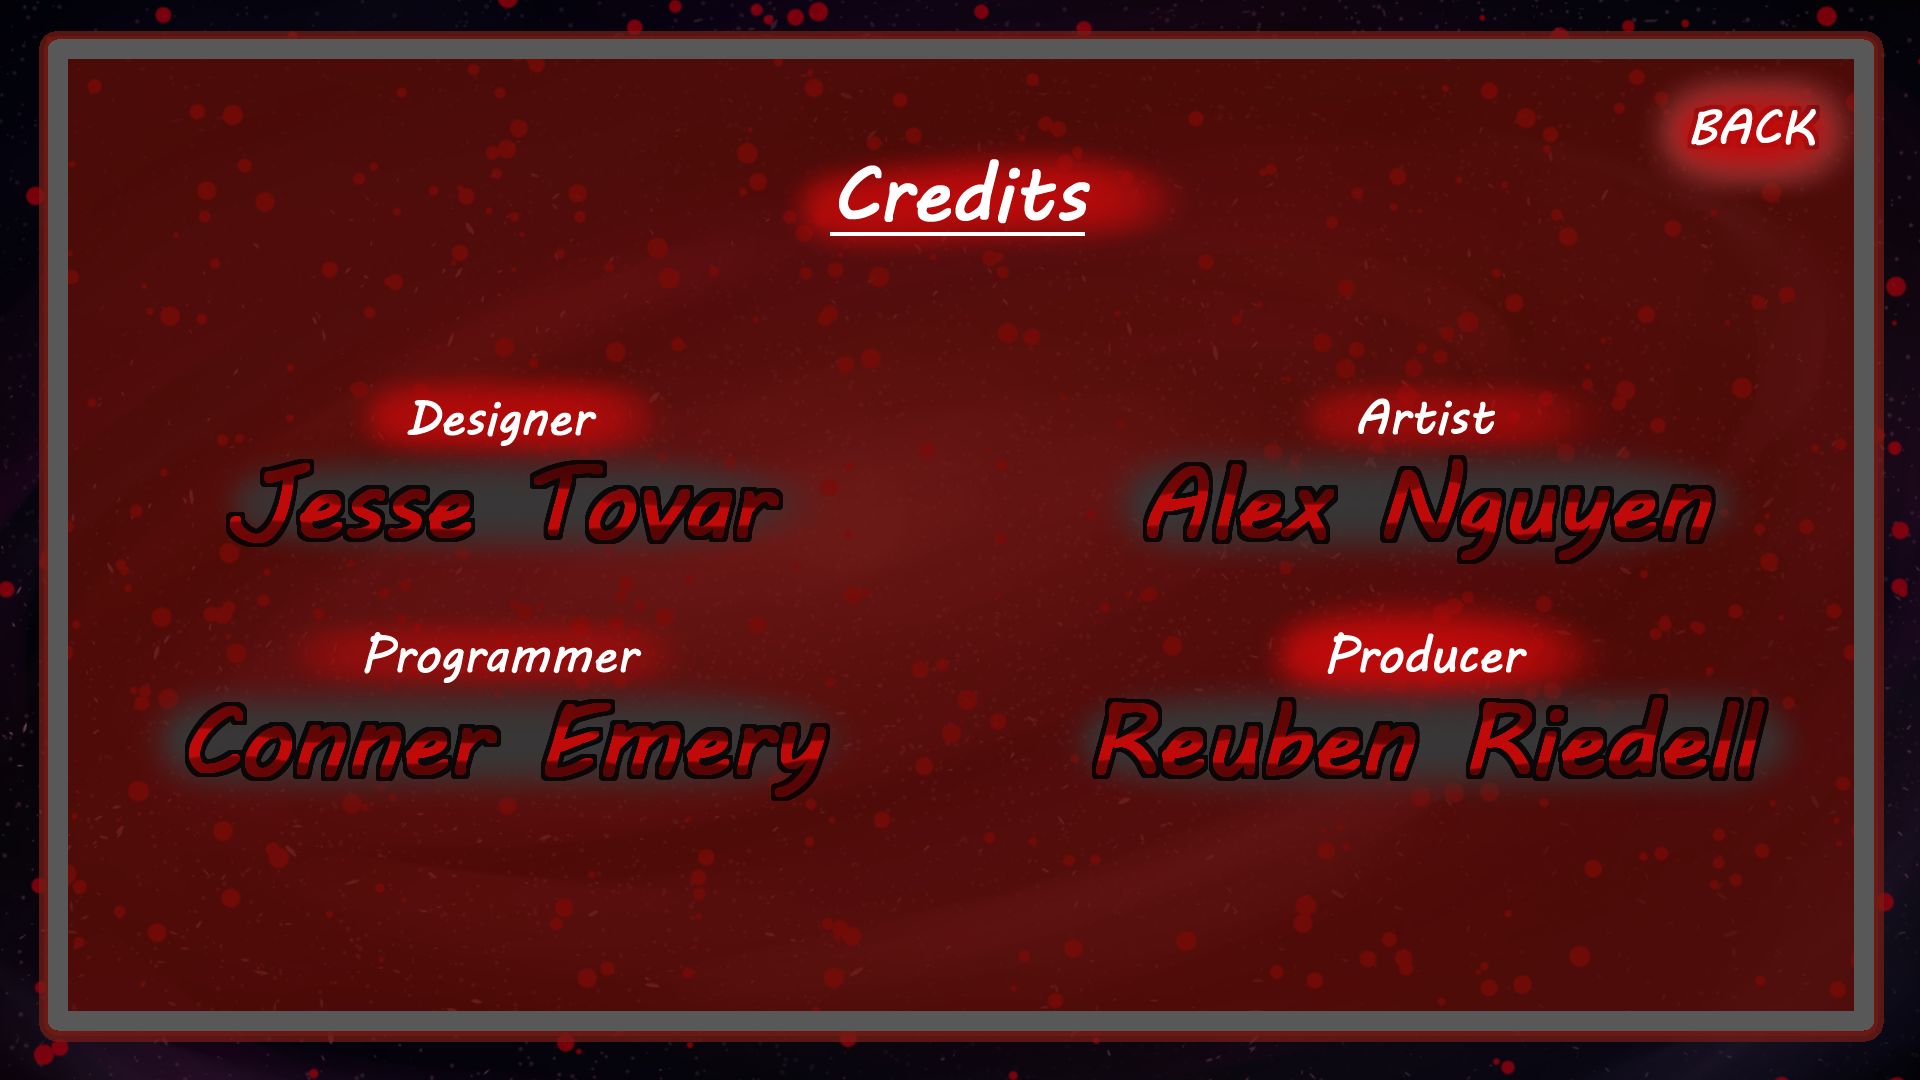 BACK
Credits
Designer
Jesse Tovar
Artist
Alex Nguyen
Programmer
Conner Emery
Producer
Reuben Riedell